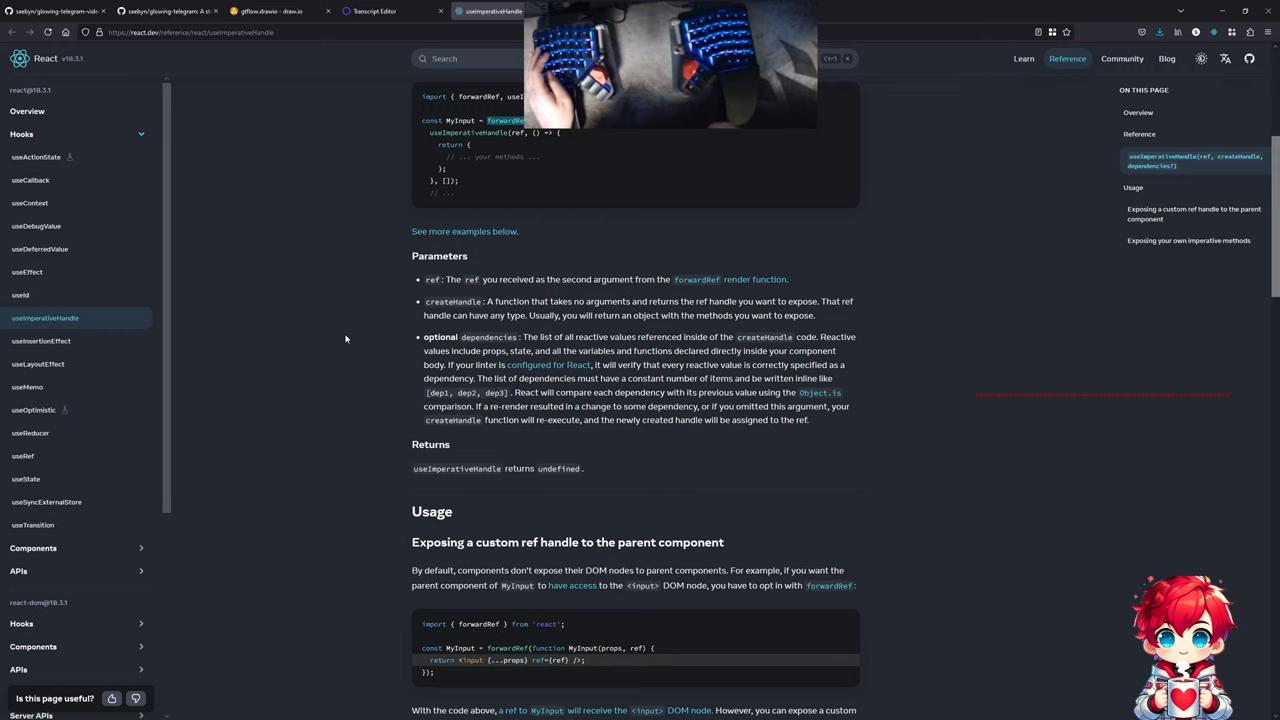 saebyn/glowing-telegram-vide
saebyn/glowing-telegram: A st
gtflow.drawio - draw.io
Transcript Editor
useImperativeHandle
https://react.dev/reference/react/useImperativeHandle
React v18.3.1
Search
Ctrl K
Learn
Reference
Community
Blog
react@18.3.1
Overview
Hooks
useActionState
useCallback
useContext
useDebugValue
useDeferredValue
useEffect
useId
useImperativeHandle
useInsertionEffect
useLayoutEffect
useMemo
useOptimistic
useReducer
useRef
useState
useSyncExternalStore
useTransition
Components
APIs
react-dom@18.3.1
Hooks
Components
APIs
Is this page useful?
Server APIs
import { forwardRef, useI
const MyInput = forwardRe
useImperativeHandle(ref, () => {
return {
// ... your methods ...
};
}, []);
// ...
See more examples below.
Parameters
• ref: The ref you received as the second argument from the forwardRef render function.
• createHandle: A function that takes no arguments and returns the ref handle you want to expose. That ref
handle can have any type. Usually, you will return an object with the methods you want to expose.
• optional dependencies: The list of all reactive values referenced inside of the createHandle code. Reactive
values include props, state, and all the variables and functions declared directly inside your component
body. If your linter is configured for React, it will verify that every reactive value is correctly specified as a
dependency. The list of dependencies must have a constant number of items and be written inline like
[dep1, dep2, dep3]. React will compare each dependency with its previous value using the Object.is
comparison. If a re-render resulted in a change to some dependency, or if you omitted this argument, your
createHandle function will re-execute, and the newly created handle will be assigned to the ref.
Returns
useImperativeHandle returns undefined.
Usage
Exposing a custom ref handle to the parent component
By default, components don't expose their DOM nodes to parent components. For example, if you want the
parent component of MyInput to have access to the <input> DOM node, you have to opt in with forwardRef:
import { forwardRef } from 'react';
const MyInput = forwardRef(function MyInput(props, ref) {
return <input {...props} ref={ref} />;
});
With the code above, a ref to MyInput will receive the <input> DOM node. However, you can expose a custom
ON THIS PAGE
Overview
Reference
useImperativeHandle(ref, createHandle,
dependencies?)
Usage
Exposing a custom ref handle to the parent
component
Exposing your own imperative methods